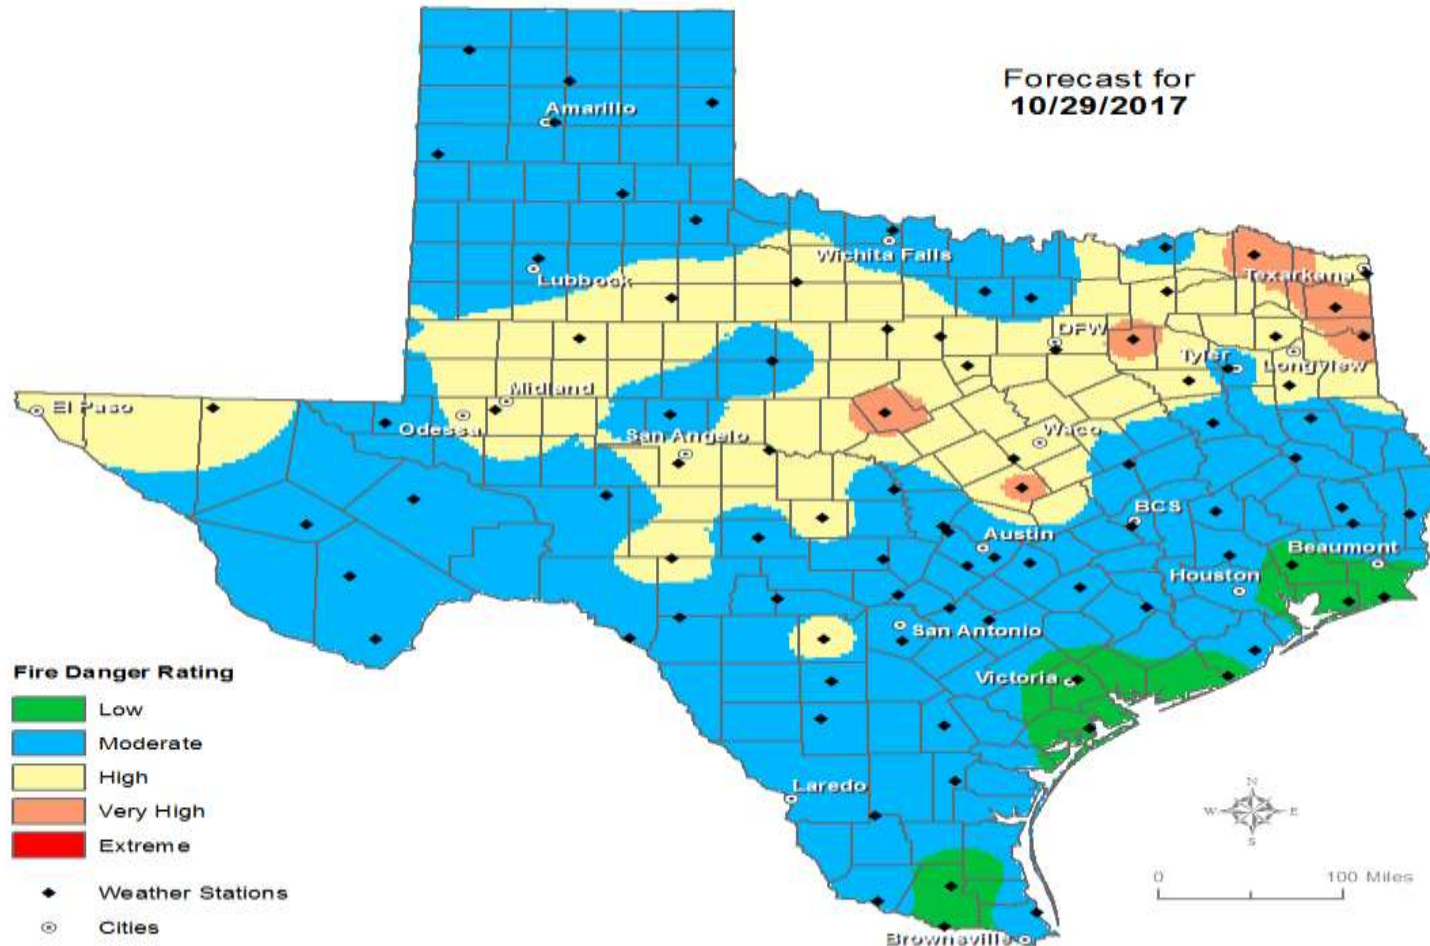 Forecast for
10/29/2017
Amarillo
Wichita Falls
Lubbock
Texarkana
DFW
Tyler
Longview
Midland
El Paso
Odessa
San Angelo
Waco
BCS
Austin
Beaumont
Houston
San Antonio
Victoria
Laredo
Brownsville
Fire Danger Rating
Low
Moderate
High
Very High
Extreme
Weather Stations
Cities
N
W
E
S
0
100 Miles